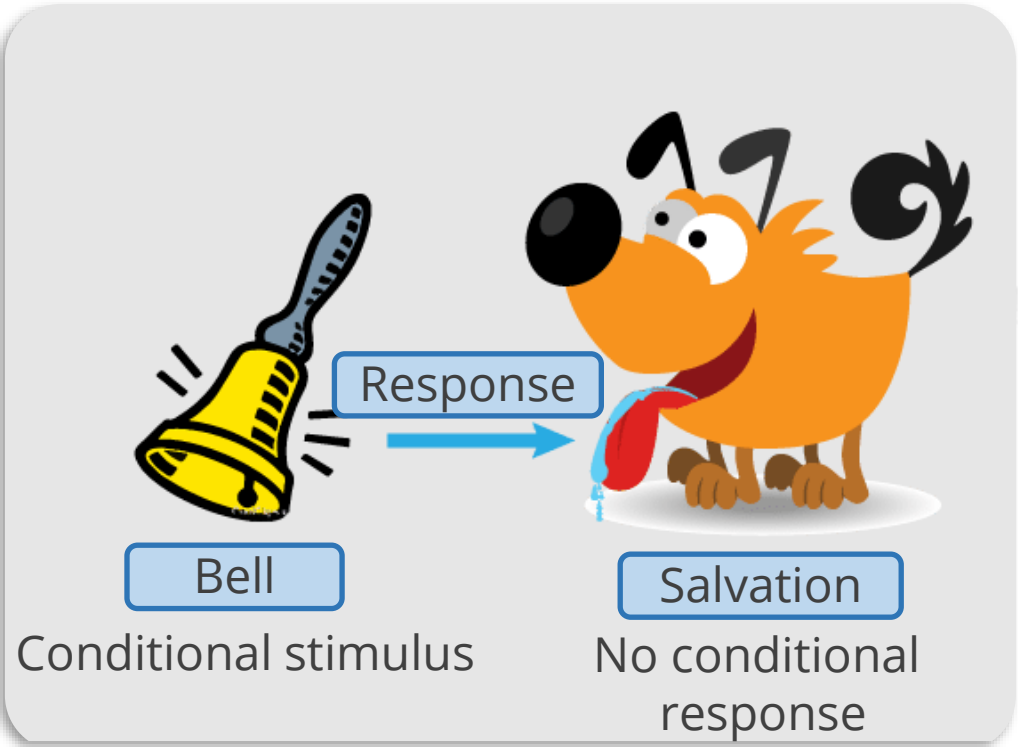 Response
Bell
Salvation
Conditional stimulus
No conditional
response